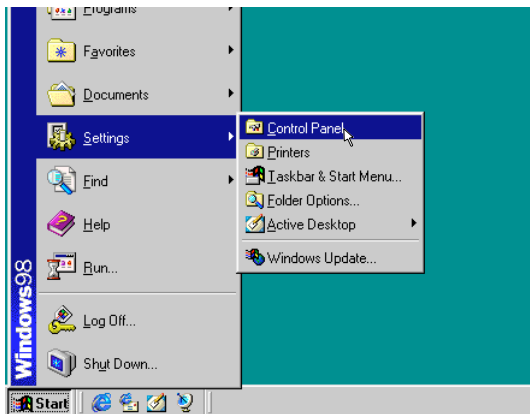 Programs
Favorites
Documents
Settings
Find
Help
Run...
Log Off...
Shut Down...
Control Panel
Printers
Taskbar & Start Menu...
Folder Options...
Active Desktop
Windows Update...
Windows98
Start